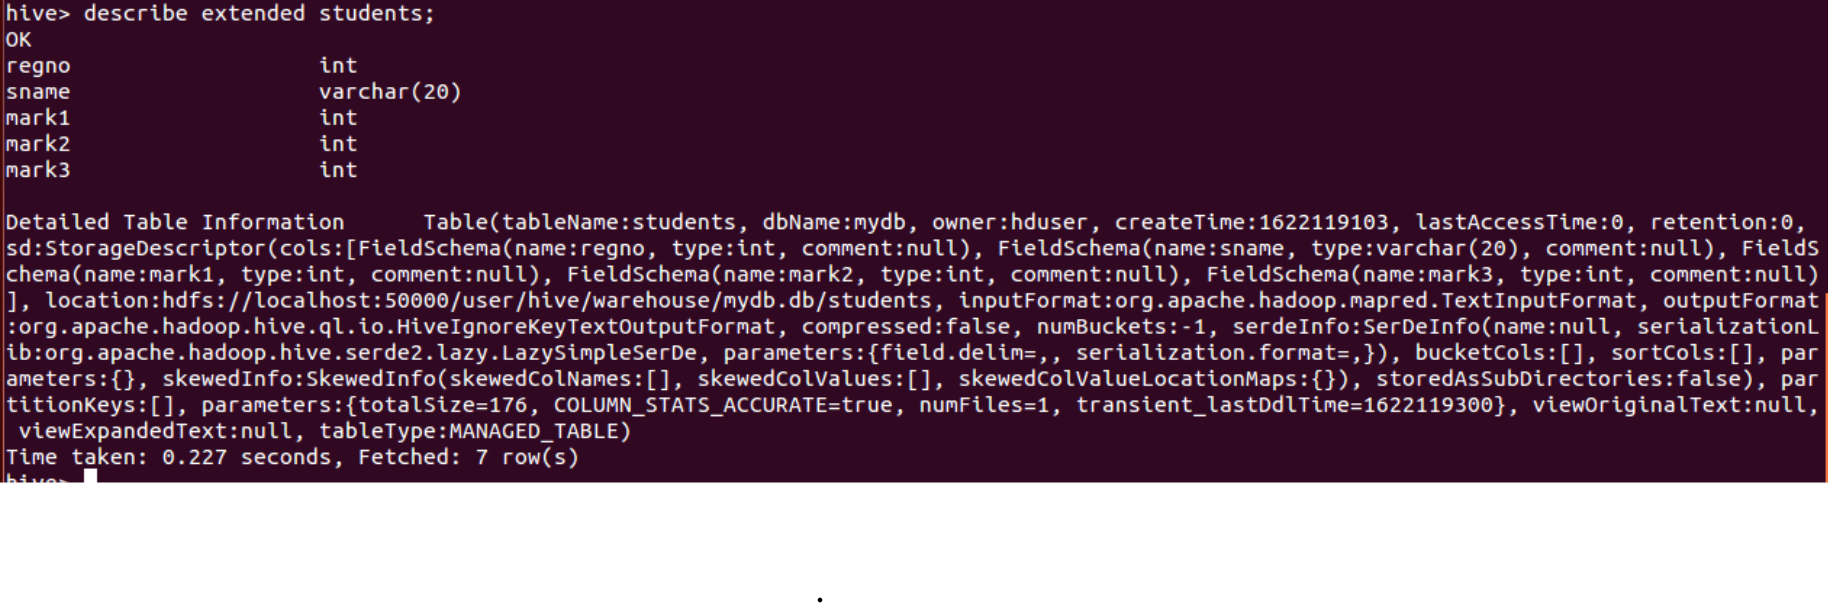 hive> describe extended students;
OK
regno                   int
sname                   varchar(20)
mark1                   int
mark2                   int
mark3                   int
Detailed Table Information      Table(tableName:students, dbName:mydb, owner:hduser, createTime:1622119103, lastAccessTime:0, retention:0,
sd:StorageDescriptor(cols:[FieldSchema(name:regno, type:int, comment:null), FieldSchema(name:sname, type:varchar(20), comment:null), FieldS
chema(name:mark1, type:int, comment:null), FieldSchema(name:mark2, type:int, comment:null), FieldSchema(name:mark3, type:int, comment:null)
], location:hdfs://localhost:50000/user/hive/warehouse/mydb.db/students, inputFormat:org.apache.hadoop.mapred.TextInputFormat, outputFormat
:org.apache.hadoop.hive.ql.io.HiveIgnoreKeyTextOutputFormat, compressed:false, numBuckets:-1, serdeInfo:SerDeInfo(name:null, serializationL
ib:org.apache.hadoop.hive.serde2.lazy.LazySimpleSerDe, parameters:{field.delim=,, serialization.format=,}), bucketCols:[], sortCols:[], par
ameters:{}, skewedInfo:SkewedInfo(skewedColNames:[], skewedColValues:[], skewedColValueLocationMaps:{}), storedAsSubDirectories:false), par
titionKeys:[], parameters:{totalSize=176, COLUMN_STATS_ACCURATE=true, numFiles=1, transient_lastDdlTime=1622119300}, viewOriginalText:null,
 viewExpandedText:null, tableType:MANAGED_TABLE)
Time taken: 0.227 seconds, Fetched: 7 row(s)
hive>
.